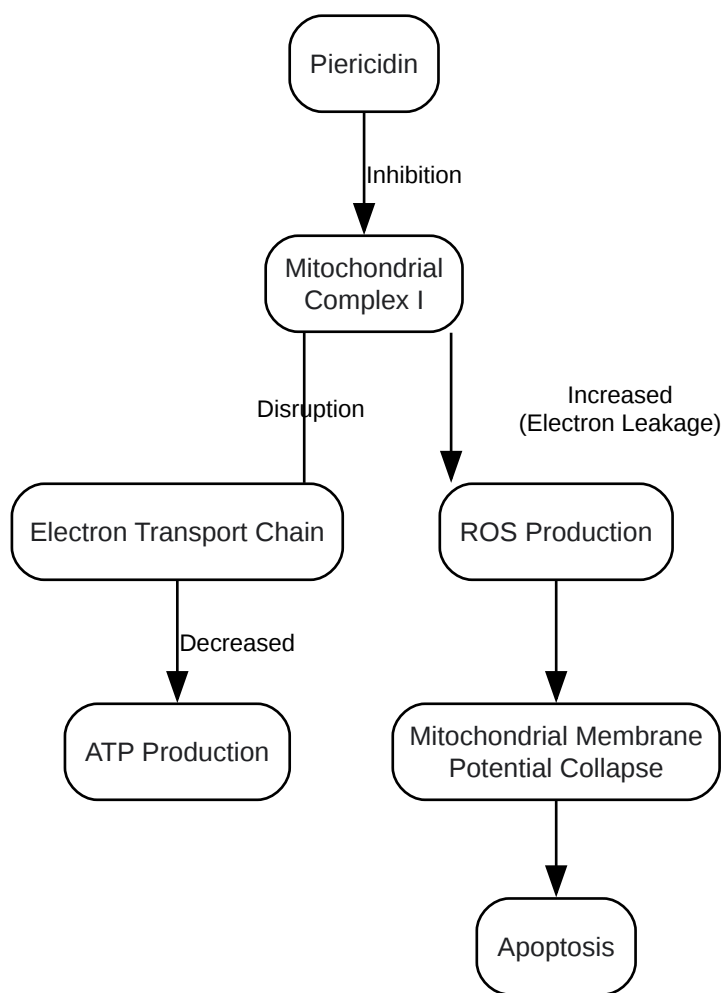 Piericidin
Inhibition
Mitochondrial
Complex I
Disruption
Increased
(Electron Leakage)
Electron Transport Chain
ROS Production
Decreased
ATP Production
Mitochondrial Membrane
Potential Collapse
Apoptosis